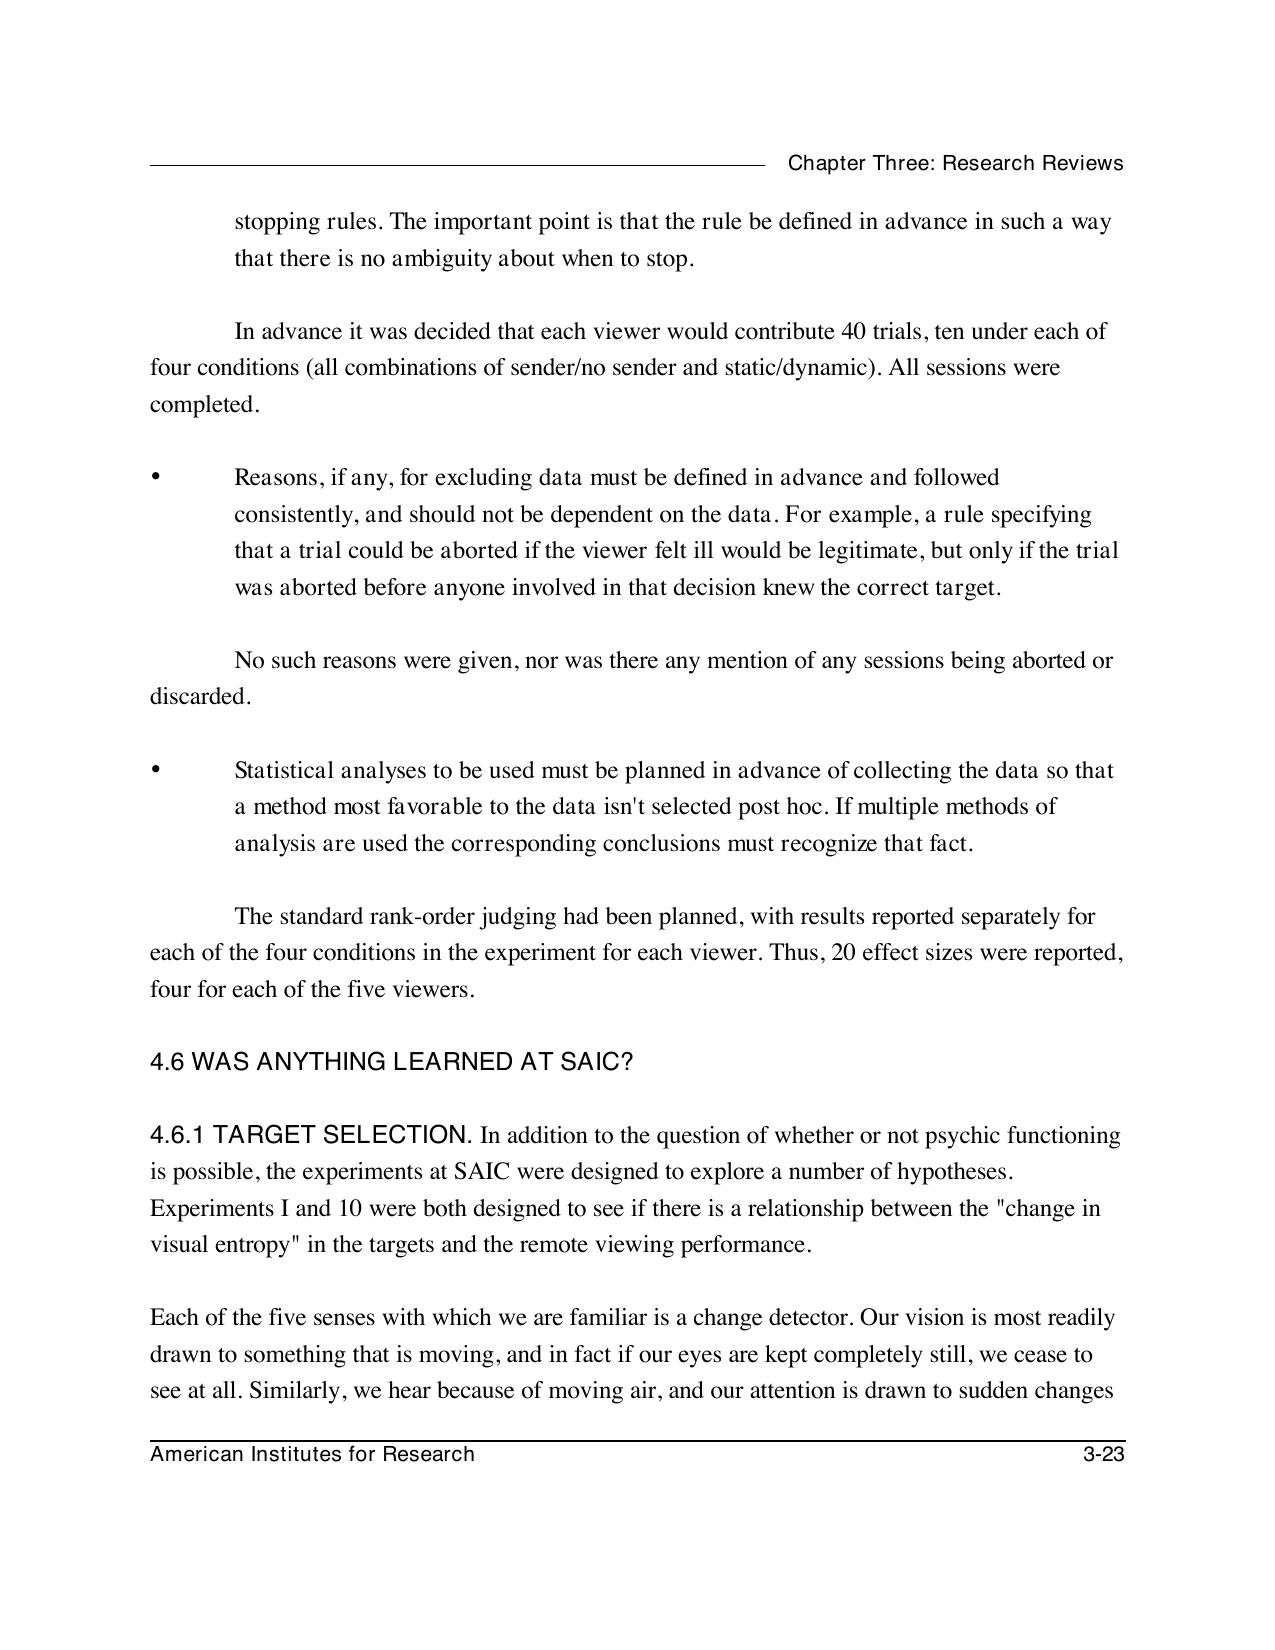 Chapter Three: Research Reviews
stopping rules. The important point is that the rule be defined in advance in such a way
that there is no ambiguity about when to stop.
In advance it was decided that each viewer would contribute 40 trials, ten under each of
four conditions (all combinations of sender/no sender and static/dynamic). All sessions were
completed.
• Reasons, if any, for excluding data must be defined in advance and followed
consistently, and should not be dependent on the data. For example, a rule specifying
that a trial could be aborted if the viewer felt ill would be legitimate, but only if the trial
was aborted before anyone involved in that decision knew the correct target.
No such reasons were given, nor was there any mention of any sessions being aborted or
discarded.
• Statistical analyses to be used must be planned in advance of collecting the data so that
a method most favorable to the data isn't selected post hoc. If multiple methods of
analysis are used the corresponding conclusions must recognize that fact.
The standard rank-order judging had been planned, with results reported separately for
each of the four conditions in the experiment for each viewer. Thus, 20 effect sizes were reported,
four for each of the five viewers.
4.6 WAS ANYTHING LEARNED AT SAIC?
4.6.1 TARGET SELECTION. In addition to the question of whether or not psychic functioning
is possible, the experiments at SAIC were designed to explore a number of hypotheses.
Experiments I and 10 were both designed to see if there is a relationship between the "change in
visual entropy" in the targets and the remote viewing performance.
Each of the five senses with which we are familiar is a change detector. Our vision is most readily
drawn to something that is moving, and in fact if our eyes are kept completely still, we cease to
see at all. Similarly, we hear because of moving air, and our attention is drawn to sudden changes
American Institutes for Research 3-23